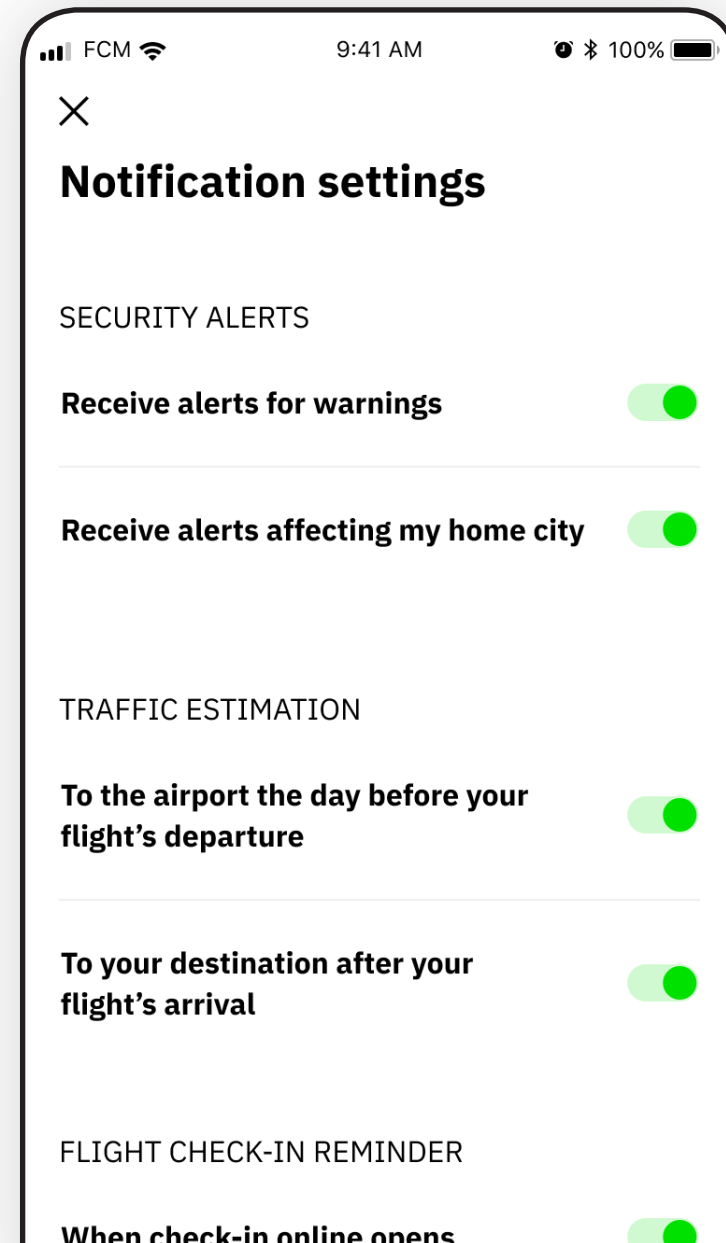 FCM 9:41 AM 100%
Notification settings
SECURITY ALERTS
Receive alerts for warnings
Receive alerts affecting my home city
TRAFFIC ESTIMATION
To the airport the day before your
flight’s departure
To your destination after your
flight’s arrival
FLIGHT CHECK-IN REMINDER
When check-in online opens